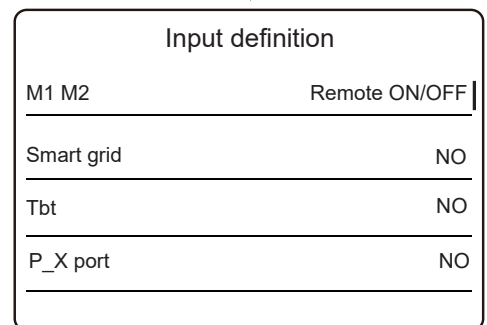 Input definition
M1 M2 Remote ON/OFF
Smart grid NO
Tbt NO
P_X port NO